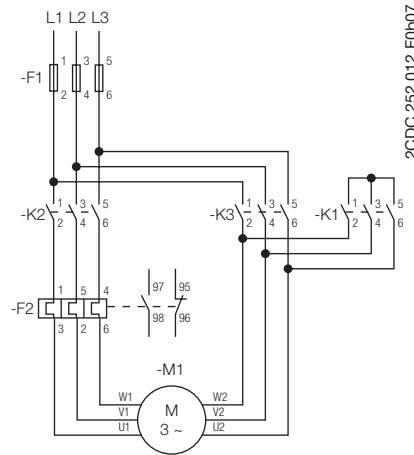 L1 L2 L3
2CDC 252 012 F0b07
-F1
1 3 5
2 4 6
-K2
1 3 5
2 4 6
-K3
1 3 5
2 4 6
-K1
1 3 5
2 4 6
-F2
1 5 4
3 2 6
97 95
98 96
-M1
W1 W2
V1 M V2
U1 3 ~ U2